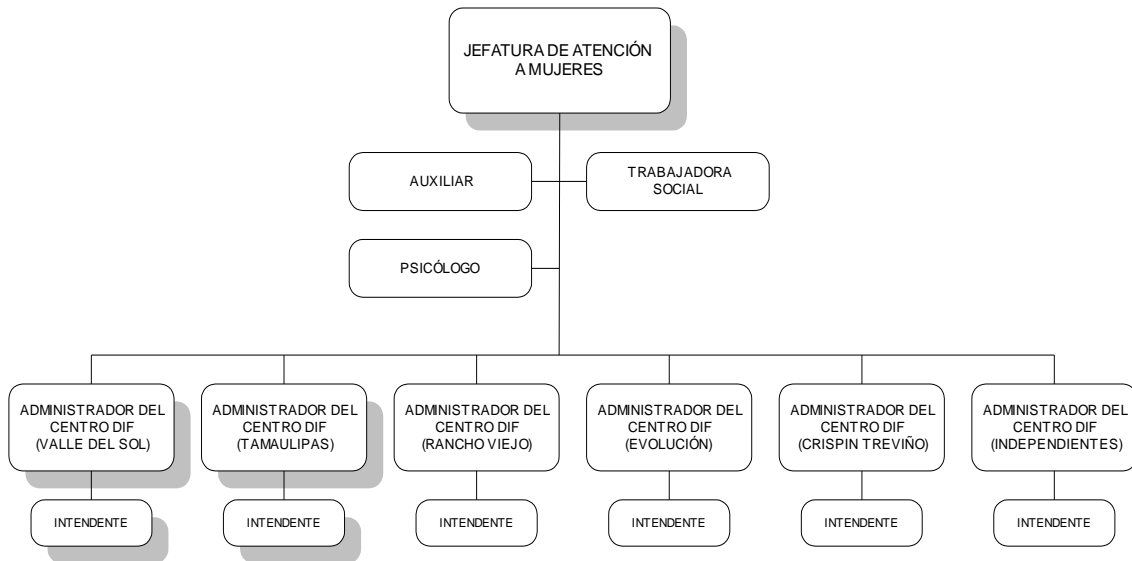 JEFATURA DE ATENCIÓN
A MUJERES
AUXILIAR
TRABAJADORA
SOCIAL
PSICÓLOGO
ADMINISTRADOR DEL
CENTRO DIF
(VALLE DEL SOL)
ADMINISTRADOR DEL
CENTRO DIF
(TAMAULIPAS)
ADMINISTRADOR DEL
CENTRO DIF
(RANCHO VIEJO)
ADMINISTRADOR DEL
CENTRO DIF
(EVOLUCIÓN)
ADMINISTRADOR DEL
CENTRO DIF
(CRISPIN TREVIÑO)
ADMINISTRADOR DEL
CENTRO DIF
(INDEPENDIENTES)
INTENDENTE
INTENDENTE
INTENDENTE
INTENDENTE
INTENDENTE
INTENDENTE